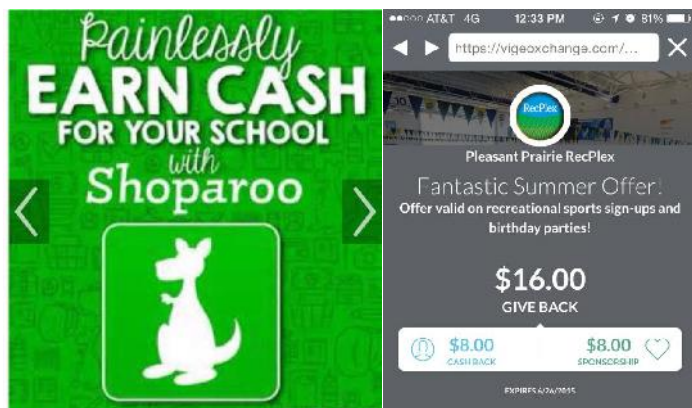 Painlessly
EARN CASH
FOR YOUR SCHOOL
with
Shoparoo
AT&T 4G 12:33 PM 81%
https://vigeoxchange.com/...
RecPlex
Pleasant Prairie RecPlex
Fantastic Summer Offer!
Offer valid on recreational sports sign-ups and
birthday parties!
$16.00
GIVE BACK
$8.00
CASH BACK
$8.00
SPONSORSHIP
EXPIRES 6/26/2015